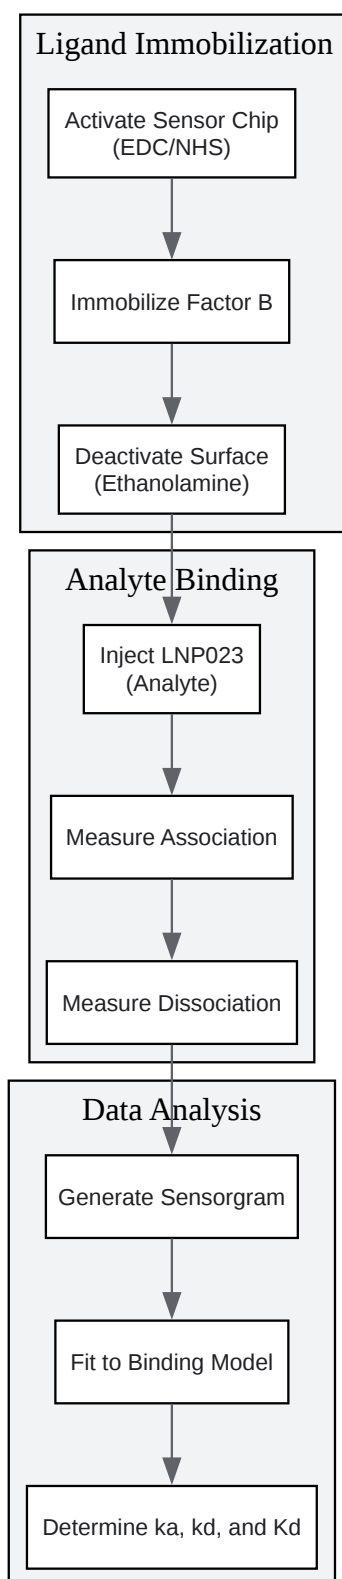 Ligand Immobilization
Activate Sensor Chip
(EDC/NHS)
Immobilize Factor B
Deactivate Surface
(Ethanolamine)
Analyte Binding
Inject LNP023
(Analyte)
Measure Association
Measure Dissociation
Data Analysis
Generate Sensorgram
Fit to Binding Model
Determine ka, kd, and Kd